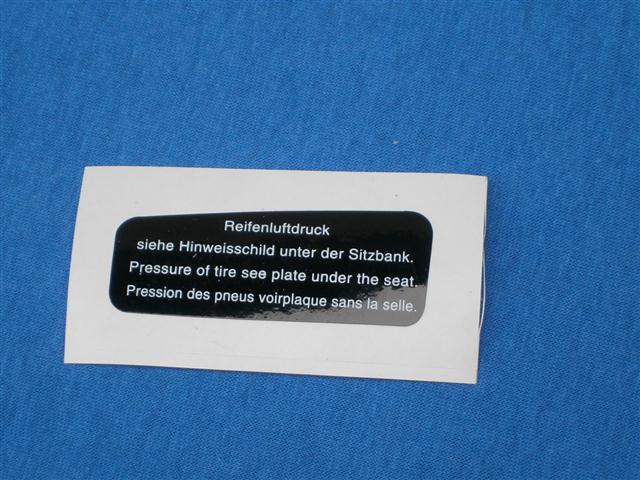 Reifenluftdruck
siehe Hinweisschild unter der Sitzbank.
Pressure of tire see plate under the seat.
Pression des pneus voirplaque sans la selle.